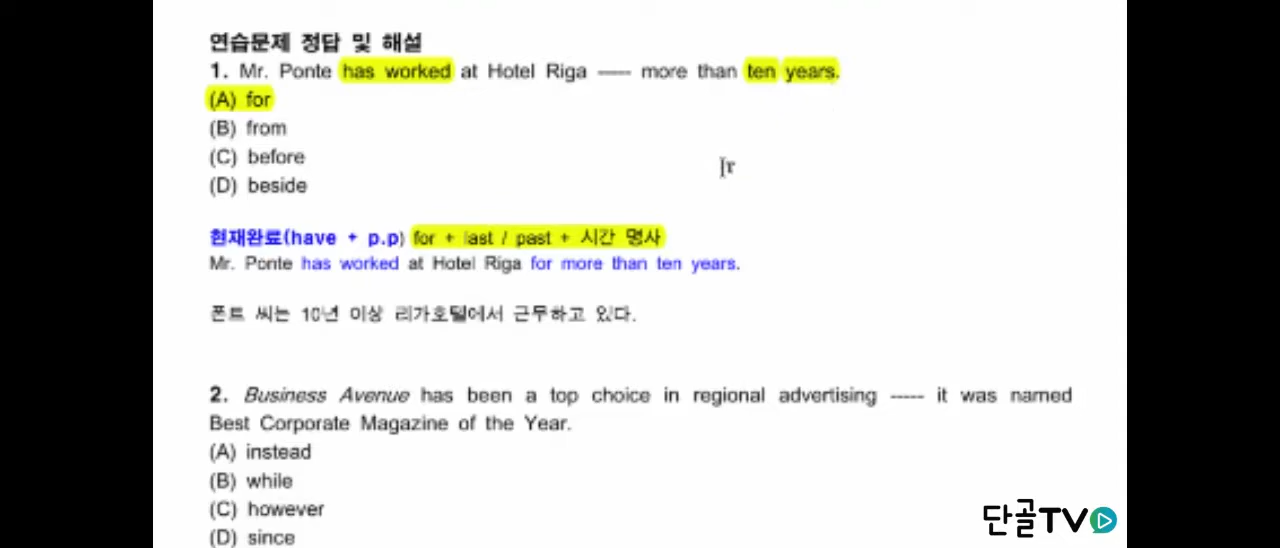 연습문제 정답 및 해설
1. Mr. Ponte has worked at Hotel Riga ----- more than ten years.
(A) for
(B) from
(C) before
(D) beside
현재완료(have + p.p) for + last / past + 시간 명사
Mr. Ponte has worked at Hotel Riga for more than ten years.
폰트 씨는 10년 이상 리가호텔에서 근무하고 있다.
2. Business Avenue has been a top choice in regional advertising ----- it was named
Best Corporate Magazine of the Year.
(A) instead
(B) while
(C) however
(D) since
단골TV